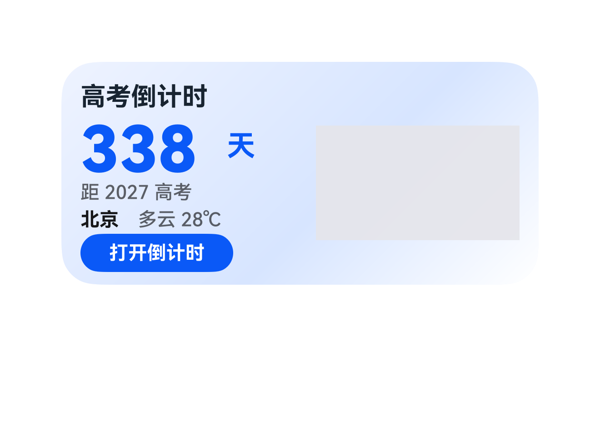 高考倒计时
338 天
距 2027 高考
北京 多云 28℃
打开倒计时